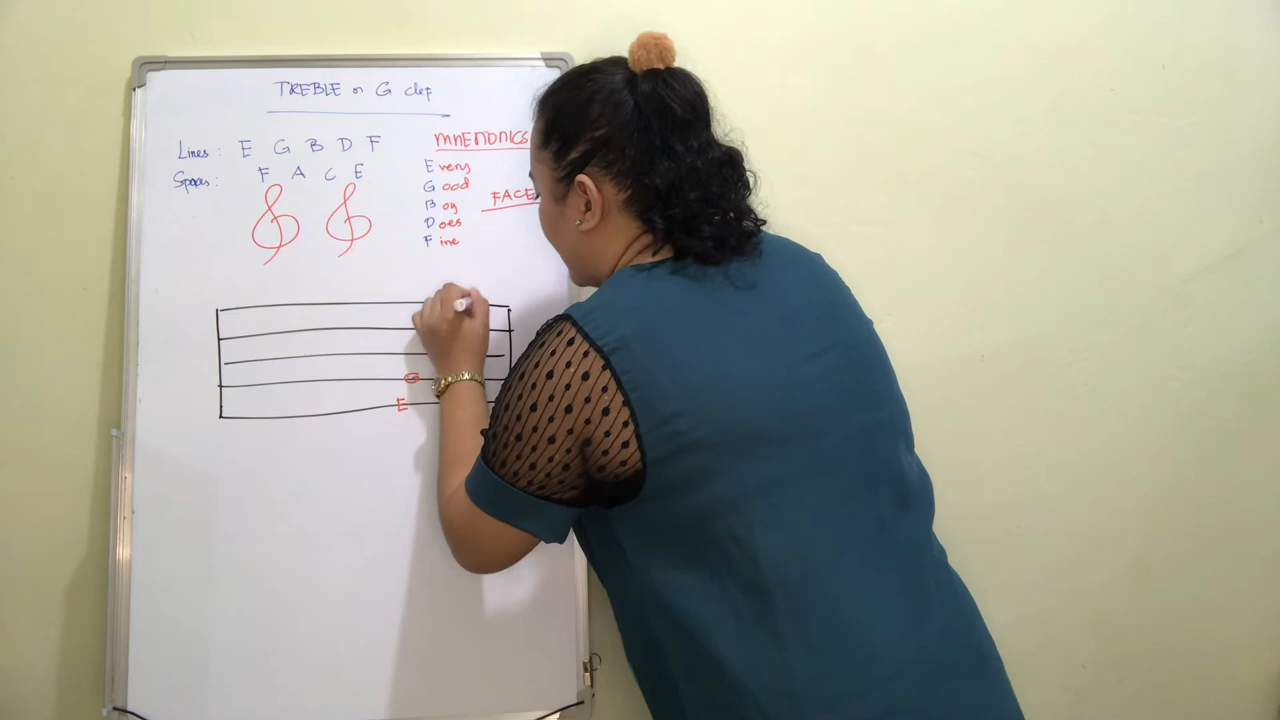 TREBLE or G clef
Lines : E G B D F
Spaces : F A C E
MNEMONICS
Every
Good
Boy
Does
Fine
FACE
G
E